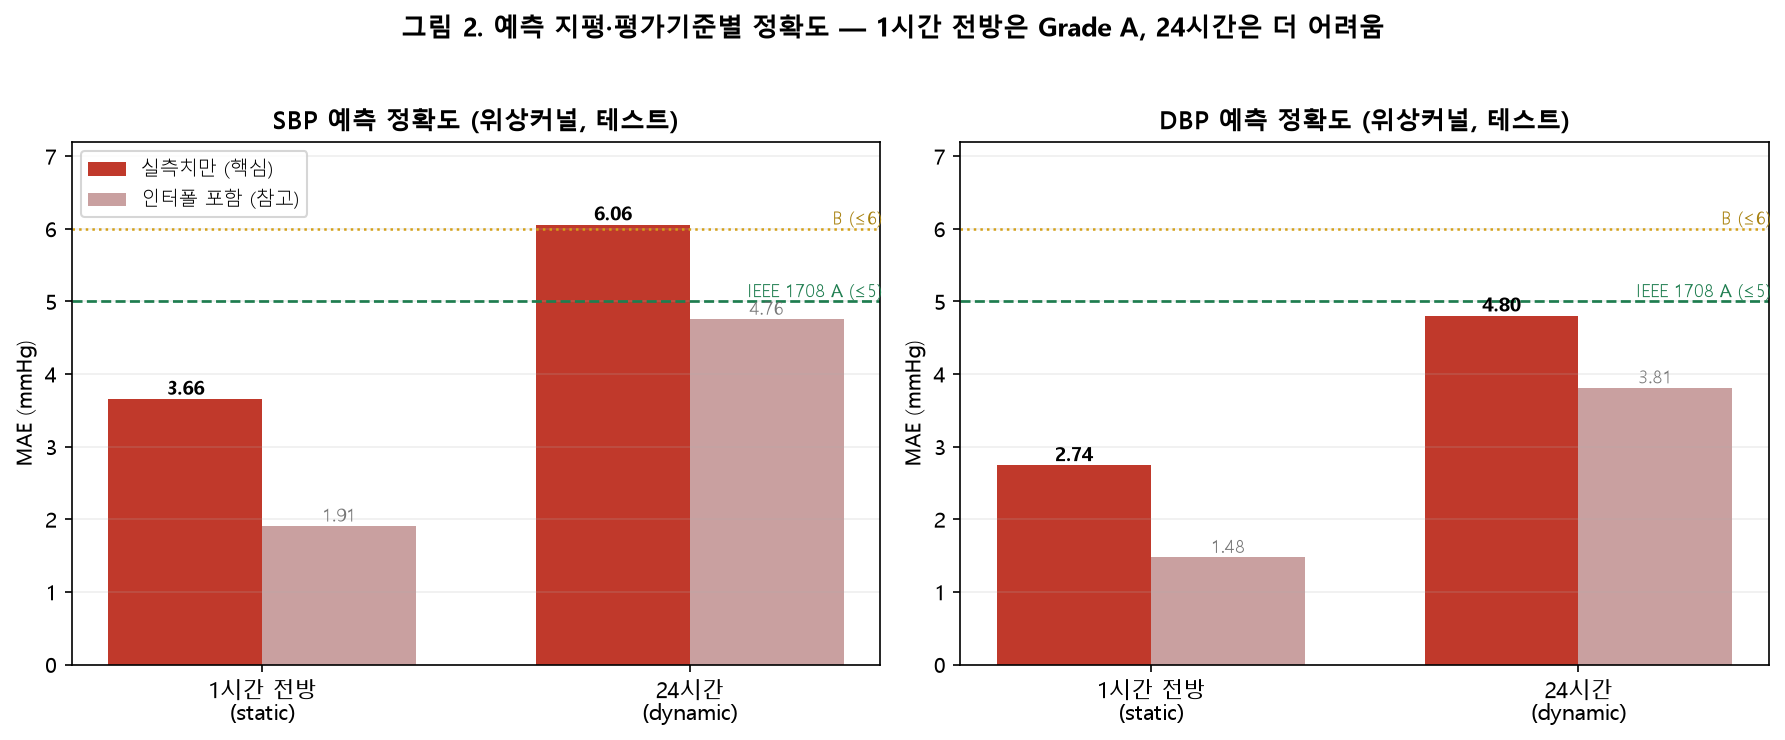 그림 2. 예측 지평·평가기준별 정확도 — 1시간 전방은 Grade A, 24시간은 더 어려움
SBP 예측 정확도 (위상커널, 테스트)
MAE (mmHg)
7
6
5
4
3
2
1
0
실측치만 (핵심)
인터폴 포함 (참고)
B (≤6)
IEEE 1708 A (≤5)
3.66
1.91
6.06
4.76
1시간 전방
(static)
24시간
(dynamic)
DBP 예측 정확도 (위상커널, 테스트)
MAE (mmHg)
7
6
5
4
3
2
1
0
B (≤6)
IEEE 1708 A (≤5)
2.74
1.48
4.80
3.81
1시간 전방
(static)
24시간
(dynamic)